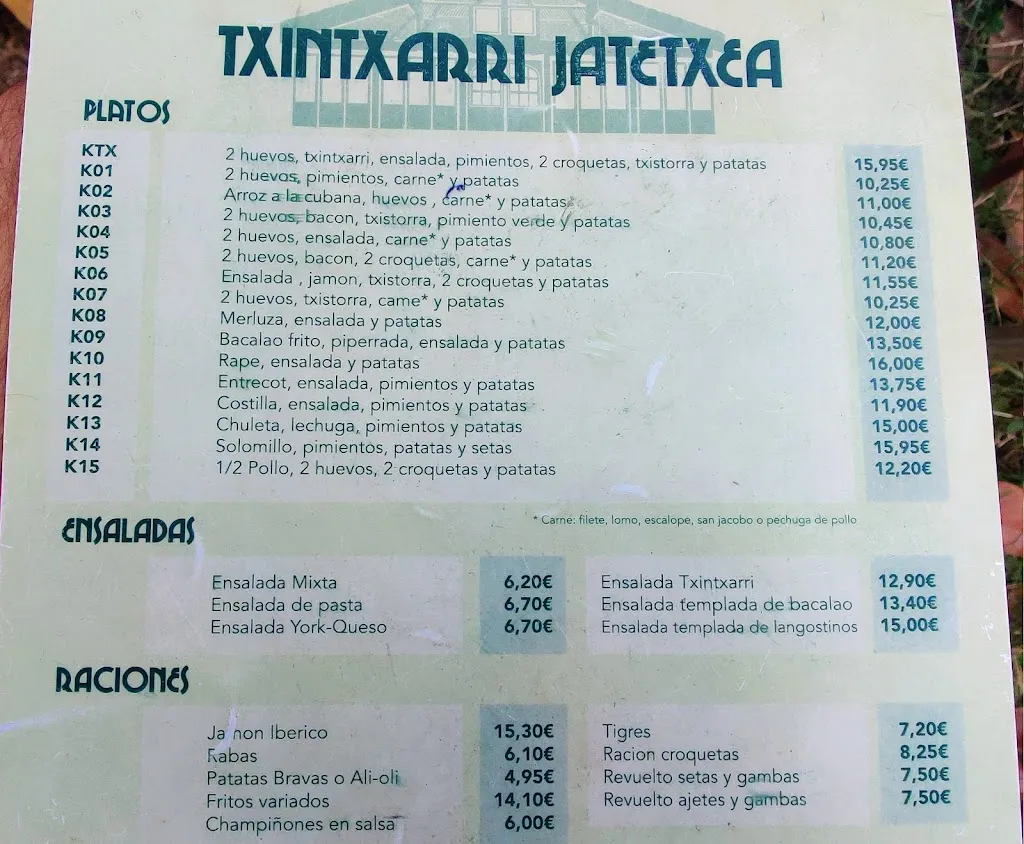 TXINTXARRI JATETXEA
PLATOS
KTX 2 huevos, txintxarri, ensalada, pimientos, 2 croquetas, txistorra y patatas 15,95€
K01 2 huevos, pimientos, carne* y patatas 10,25€
K02 Arroz a la cubana, huevos , carne* y patatas 11,00€
K03 2 huevos, bacon, txistorra, pimiento verde y patatas 10,45€
K04 2 huevos, ensalada, carne* y patatas 10,80€
K05 2 huevos, bacon, 2 croquetas, carne* y patatas 11,20€
K06 Ensalada , jamon, txistorra, 2 croquetas y patatas 11,55€
K07 2 huevos, txistorra, carne* y patatas 10,25€
K08 Merluza, ensalada y patatas 12,00€
K09 Bacalao frito, piperrada, ensalada y patatas 13,50€
K10 Rape, ensalada y patatas 16,00€
K11 Entrecot, ensalada, pimientos y patatas 13,75€
K12 Costilla, ensalada, pimientos y patatas 11,90€
K13 Chuleta, lechuga, pimientos y patatas 15,00€
K14 Solomillo, pimientos, patatas y setas 15,95€
K15 1/2 Pollo, 2 huevos, 2 croquetas y patatas 12,20€
* Carne: filete, lomo, escalope, san jacobo o pechuga de pollo
ENSALADAS
Ensalada Mixta 6,20€ Ensalada Txintxarri 12,90€
Ensalada de pasta 6,70€ Ensalada templada de bacalao 13,40€
Ensalada York-Queso 6,70€ Ensalada templada de langostinos 15,00€
RACIONES
Jamon Iberico 15,30€ Tigres 7,20€
Rabas 6,10€ Racion croquetas 8,25€
Patatas Bravas o Ali-oli 4,95€ Revuelto setas y gambas 7,50€
Fritos variados 14,10€ Revuelto ajetes y gambas 7,50€
Champiñones en salsa 6,00€